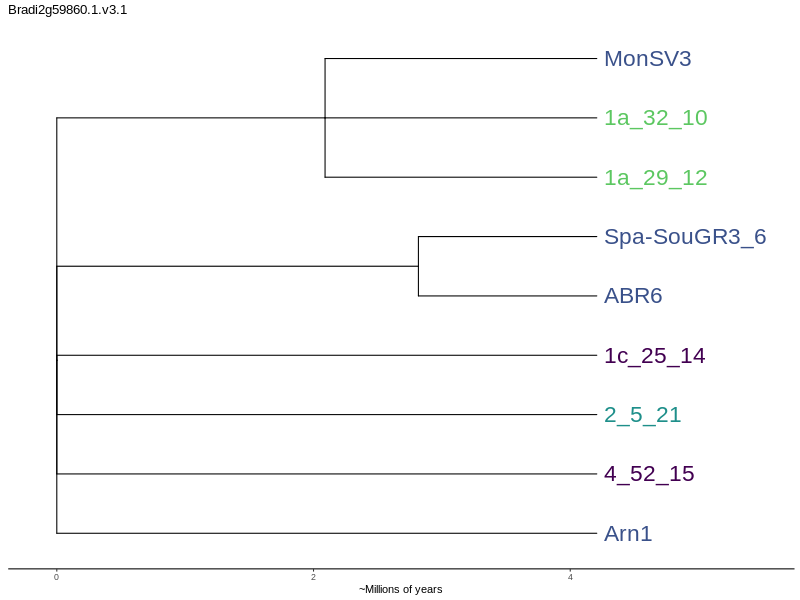 Bradi2g59860.1.v3.1
MonSV3
1a_32_10
1a_29_12
Spa-SouGR3_6
ABR6
1c_25_14
2_5_21
4_52_15
Arn1
0 2 4
~Millions of years